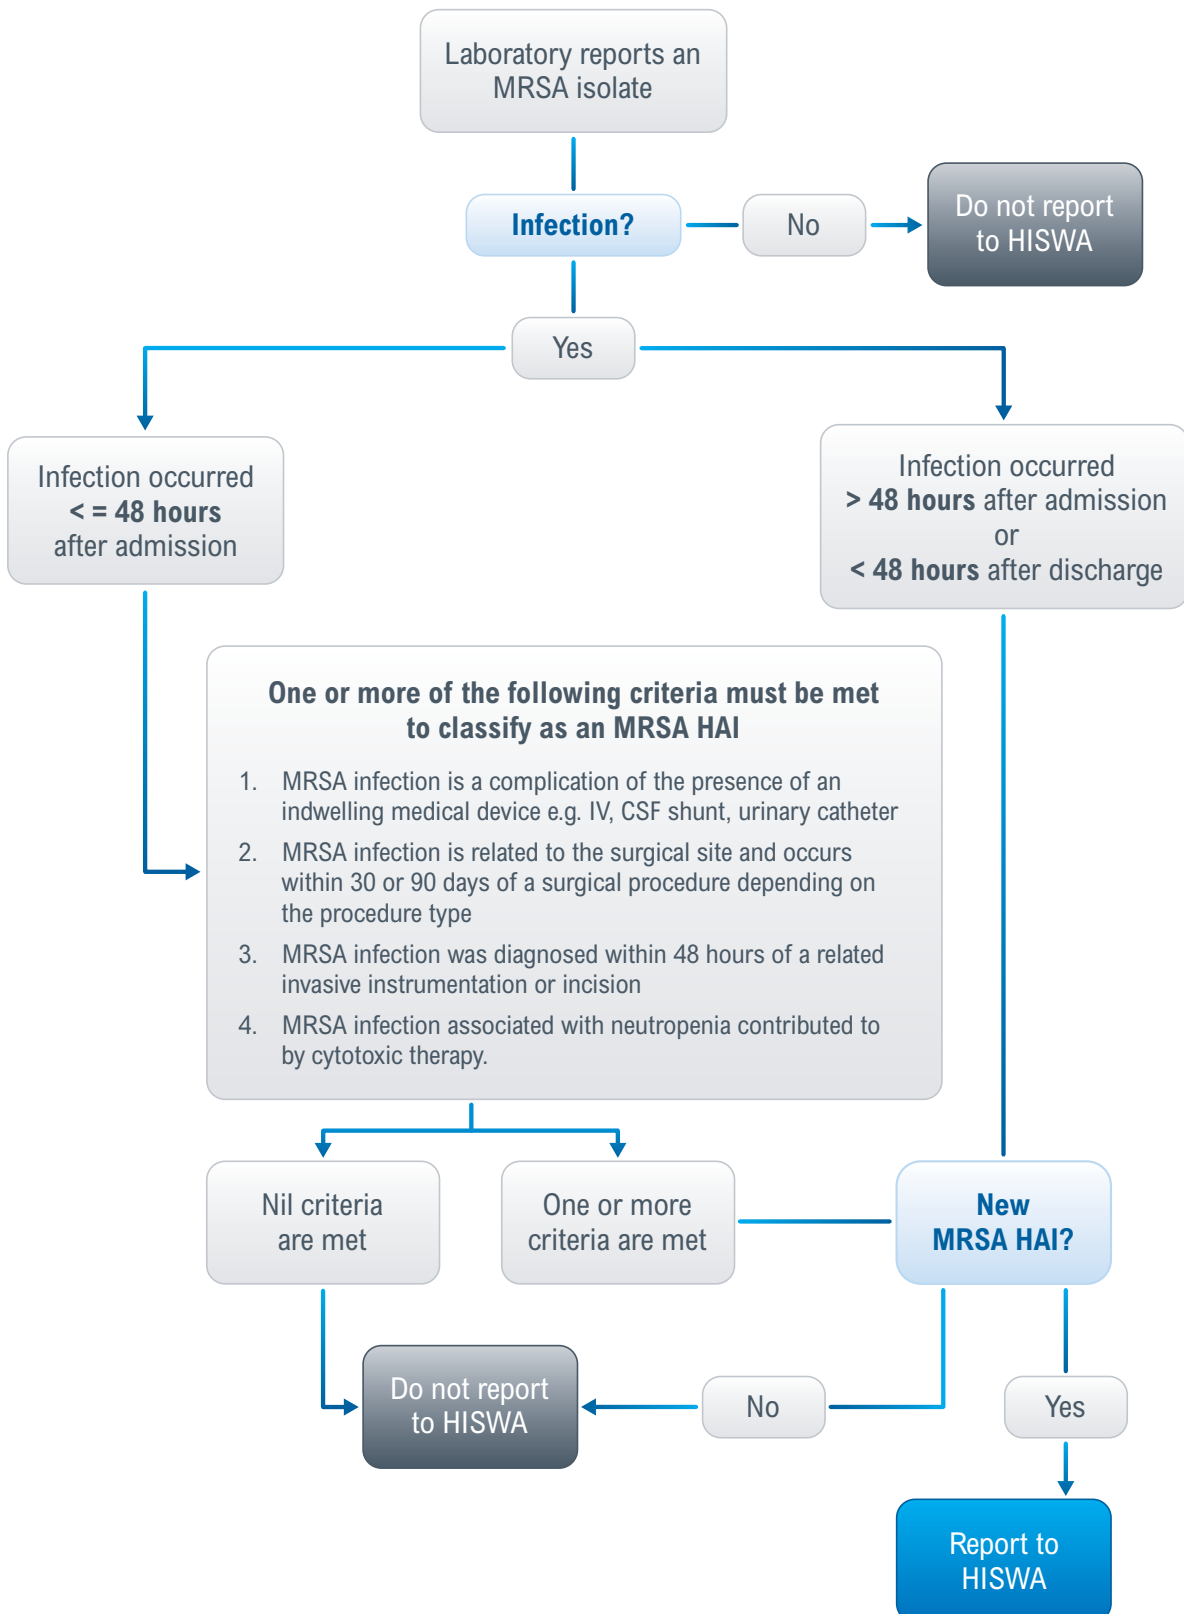 Laboratory reports an
MRSA isolate
Infection?
No
Do not report
to HISWA
Yes
Infection occurred
< = 48 hours
after admission
Infection occurred
> 48 hours after admission
or
< 48 hours after discharge
One or more of the following criteria must be met
to classify as an MRSA HAI
1. MRSA infection is a complication of the presence of an
indwelling medical device e.g. IV, CSF shunt, urinary catheter
2. MRSA infection is related to the surgical site and occurs
within 30 or 90 days of a surgical procedure depending on
the procedure type
3. MRSA infection was diagnosed within 48 hours of a related
invasive instrumentation or incision
4. MRSA infection associated with neutropenia contributed to
by cytotoxic therapy.
Nil criteria
are met
One or more
criteria are met
New
MRSA HAI?
Do not report
to HISWA
No
Yes
Report to
HISWA